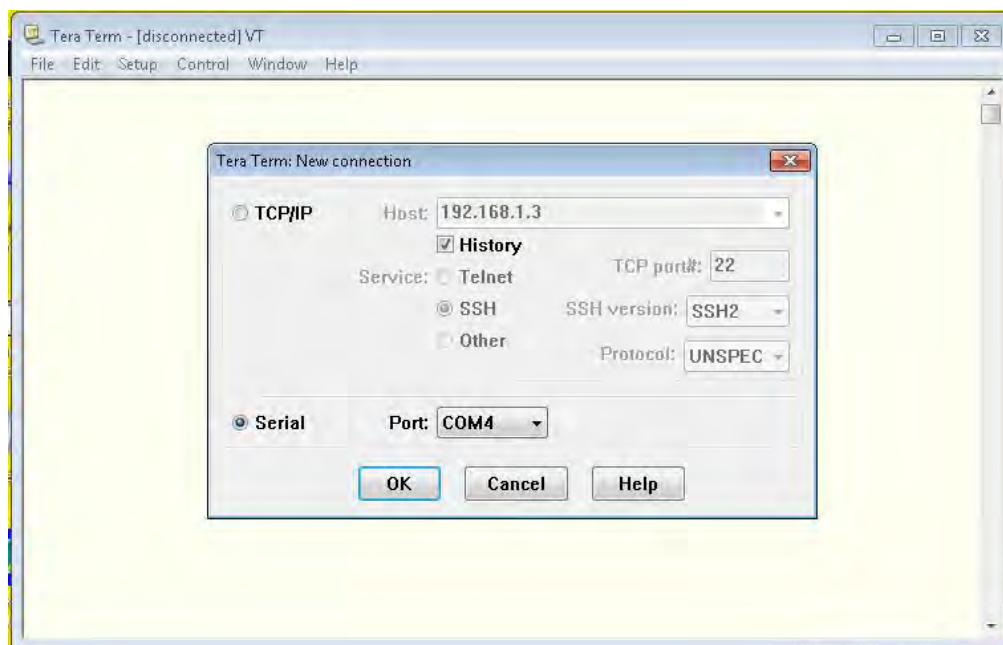 Tera Term - [disconnected] VT
File Edit Setup Control Window Help
Tera Term: New connection
TCP/IP Host: 192.168.1.3
History
Service: Telnet TCP port#: 22
SSH SSH version: SSH2
Other Protocol: UNSPEC
Serial Port: COM4
OK Cancel Help